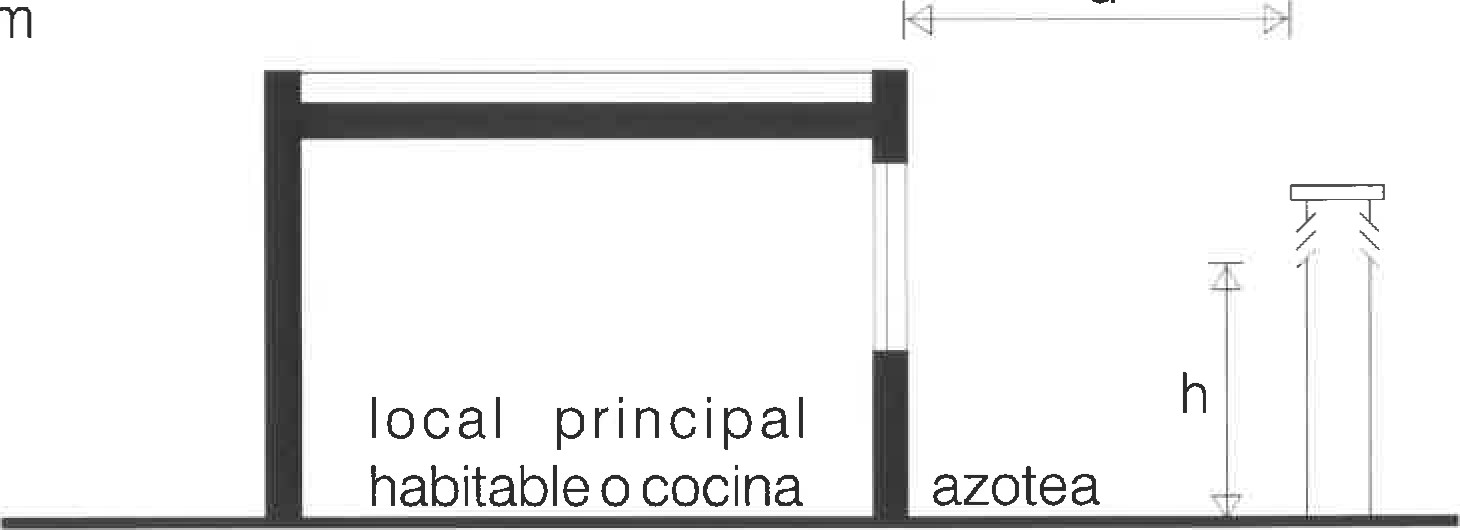 m
local principal
habitable o cocina
azotea
h